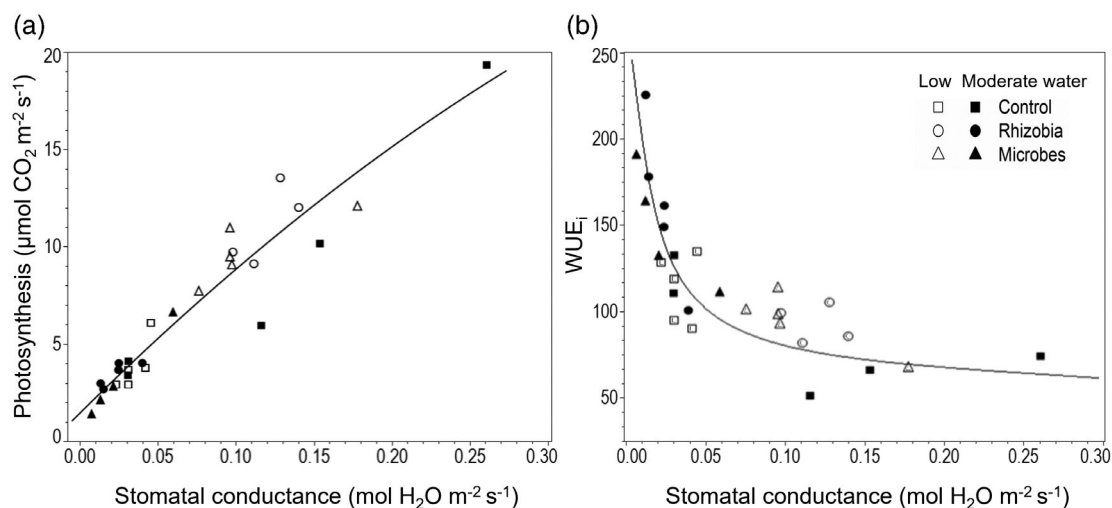 (a)
(b)
20
15
10
5
0
Photosynthesis (µmol CO₂ m⁻² s⁻¹)
0.00 0.05 0.10 0.15 0.20 0.25 0.30
Stomatal conductance (mol H₂O m⁻² s⁻¹)
250
200
150
100
50
WUEᵢ
Low Moderate water
Control
Rhizobia
Microbes
0.00 0.05 0.10 0.15 0.20 0.25 0.30
Stomatal conductance (mol H₂O m⁻² s⁻¹)